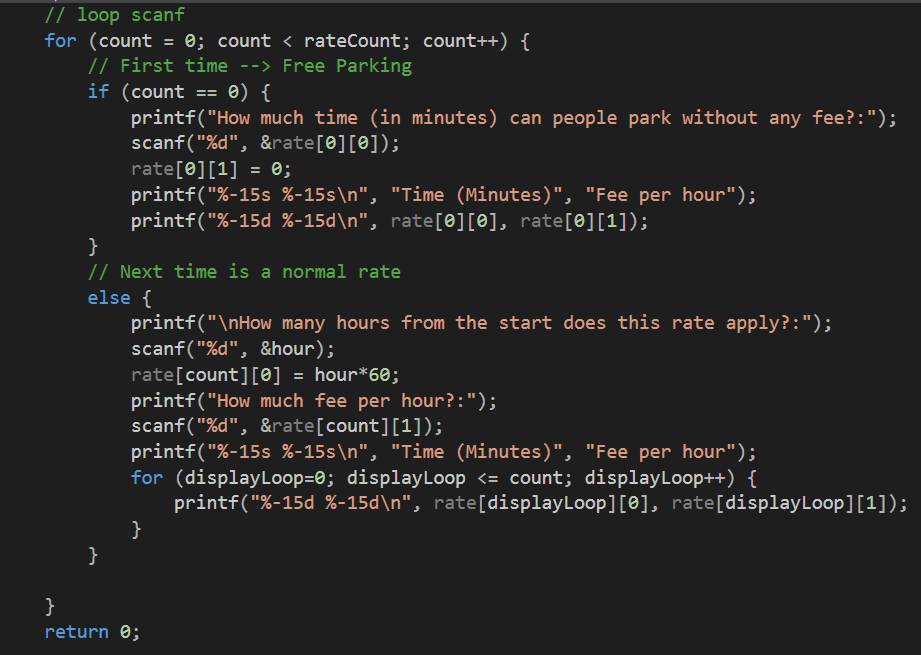 // loop scanf
for (count = 0; count < rateCount; count++) {
    // First time --> Free Parking
    if (count == 0) {
        printf("How much time (in minutes) can people park without any fee?:");
        scanf("%d", &rate[0][0]);
        rate[0][1] = 0;
        printf("%-15s %-15s\n", "Time (Minutes)", "Fee per hour");
        printf("%-15d %-15d\n", rate[0][0], rate[0][1]);
    }
    // Next time is a normal rate
    else {
        printf("\nHow many hours from the start does this rate apply?:");
        scanf("%d", &hour);
        rate[count][0] = hour*60;
        printf("How much fee per hour?:");
        scanf("%d", &rate[count][1]);
        printf("%-15s %-15s\n", "Time (Minutes)", "Fee per hour");
        for (displayLoop=0; displayLoop <= count; displayLoop++) {
            printf("%-15d %-15d\n", rate[displayLoop][0], rate[displayLoop][1]);
        }
    }

}
return 0;